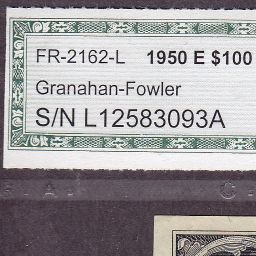 FR-2162-L 1950 E $100
Granahan-Fowler
S/N L12583093A